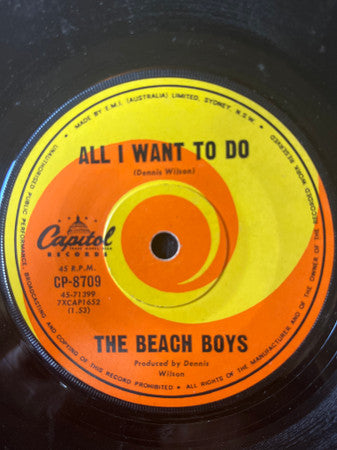 • MADE BY E.M.I. (AUSTRALIA) LIMITED, SYDNEY, N.S.W. •
UNAUTHORIZED PUBLIC PERFORMANCE, BROADCASTING AND COPYING OF THIS RECORD PROHIBITED • ALL RIGHTS OF THE MANUFACTURER AND OF THE OWNER OF THE RECORDED WORK RESERVED
ALL I WANT TO DO
(Dennis Wilson)
Capitol
RECORDS
45 R.P.M.
CP-8709
45-71399
7XCAP1652
(1.53)
THE BEACH BOYS
Produced by Dennis
Wilson